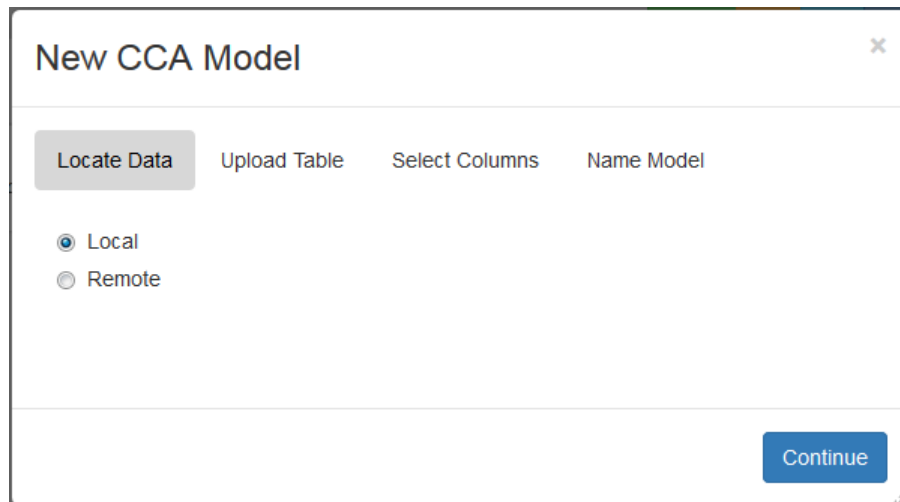 New CCA Model
×
Locate Data Upload Table Select Columns Name Model
Local
Remote
Continue